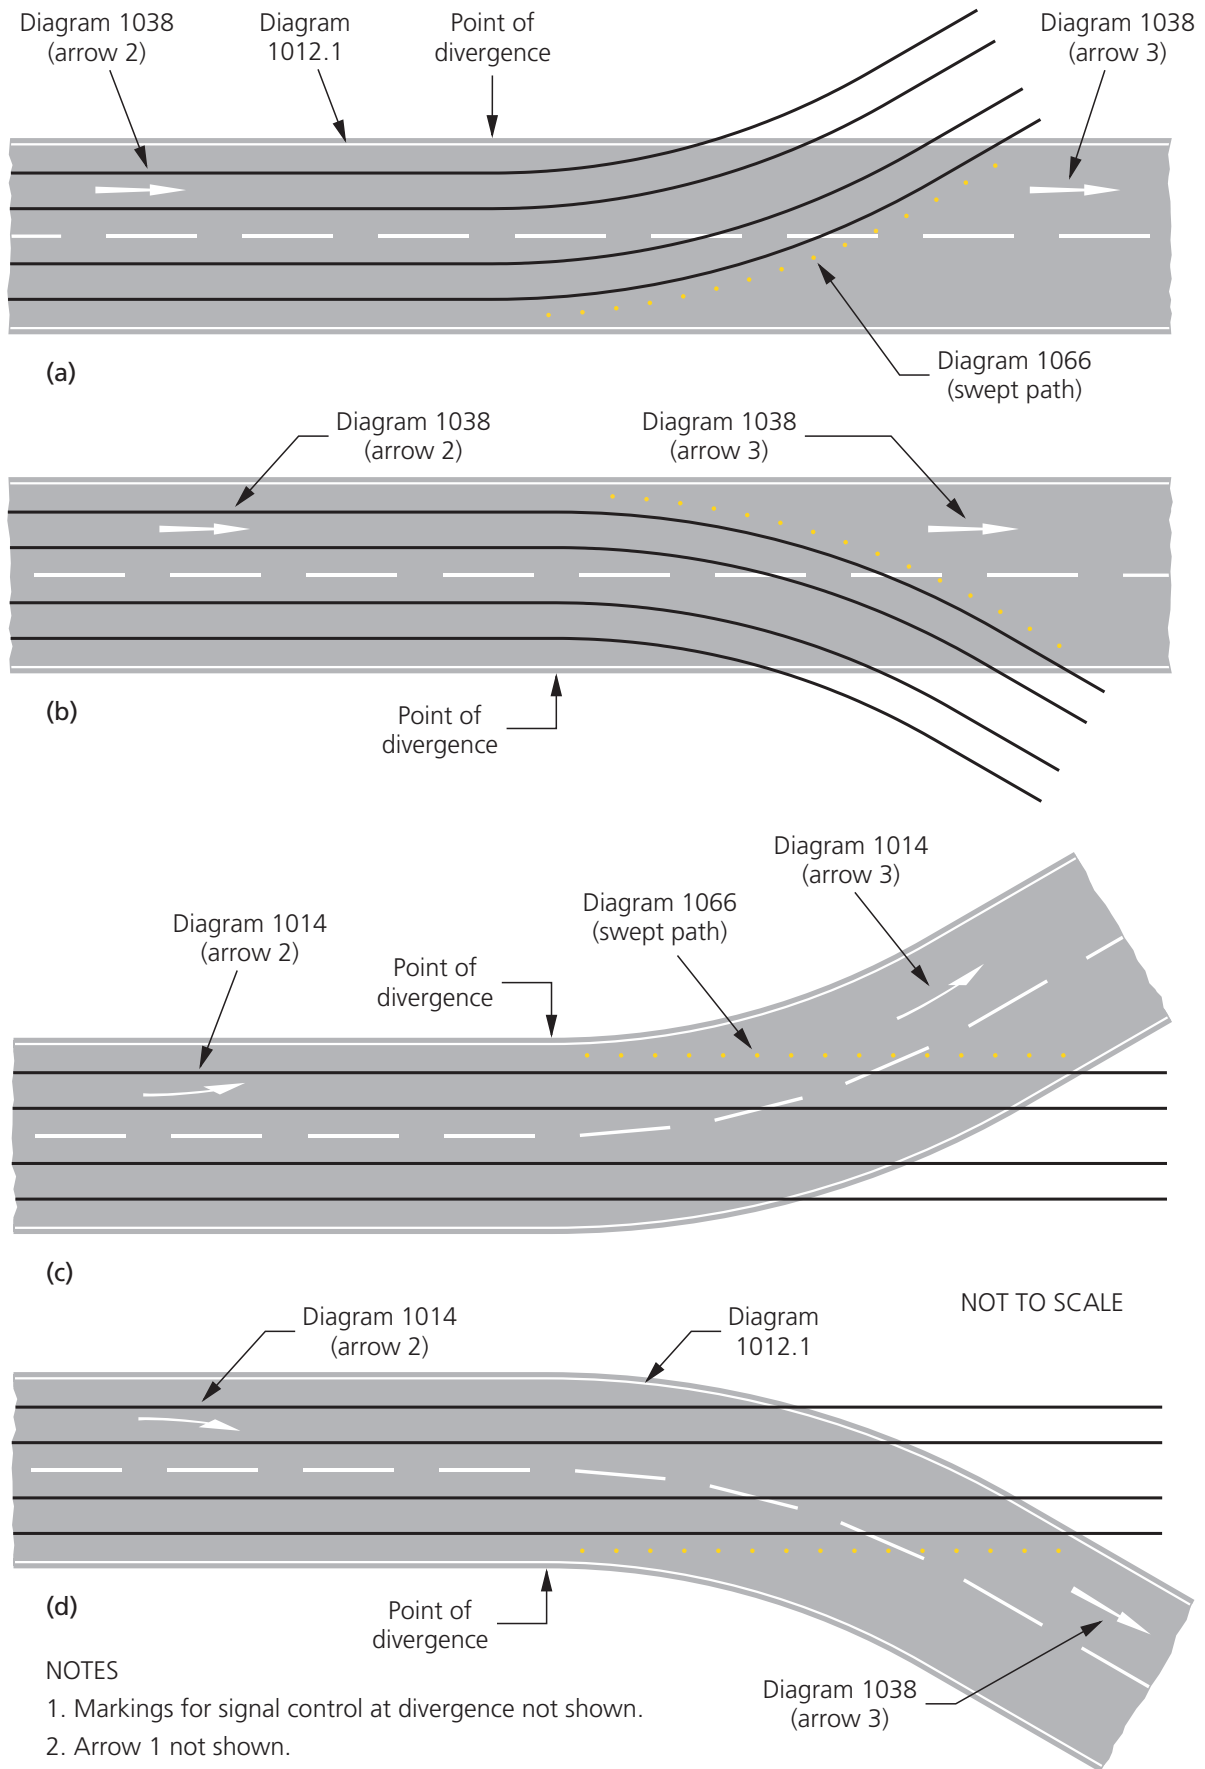 Diagram 1038
(arrow 2)
Diagram
1012.1
Point of
divergence
Diagram 1038
(arrow 3)
Diagram 1066
(swept path)
(a)
Diagram 1038
(arrow 2)
Diagram 1038
(arrow 3)
(b)
Point of
divergence
Diagram 1014
(arrow 3)
Diagram 1066
(swept path)
Diagram 1014
(arrow 2)
Point of
divergence
(c)
NOT TO SCALE
Diagram 1014
(arrow 2)
Diagram
1012.1
(d)
Point of
divergence
Diagram 1038
(arrow 3)
NOTES
1. Markings for signal control at divergence not shown.
2. Arrow 1 not shown.